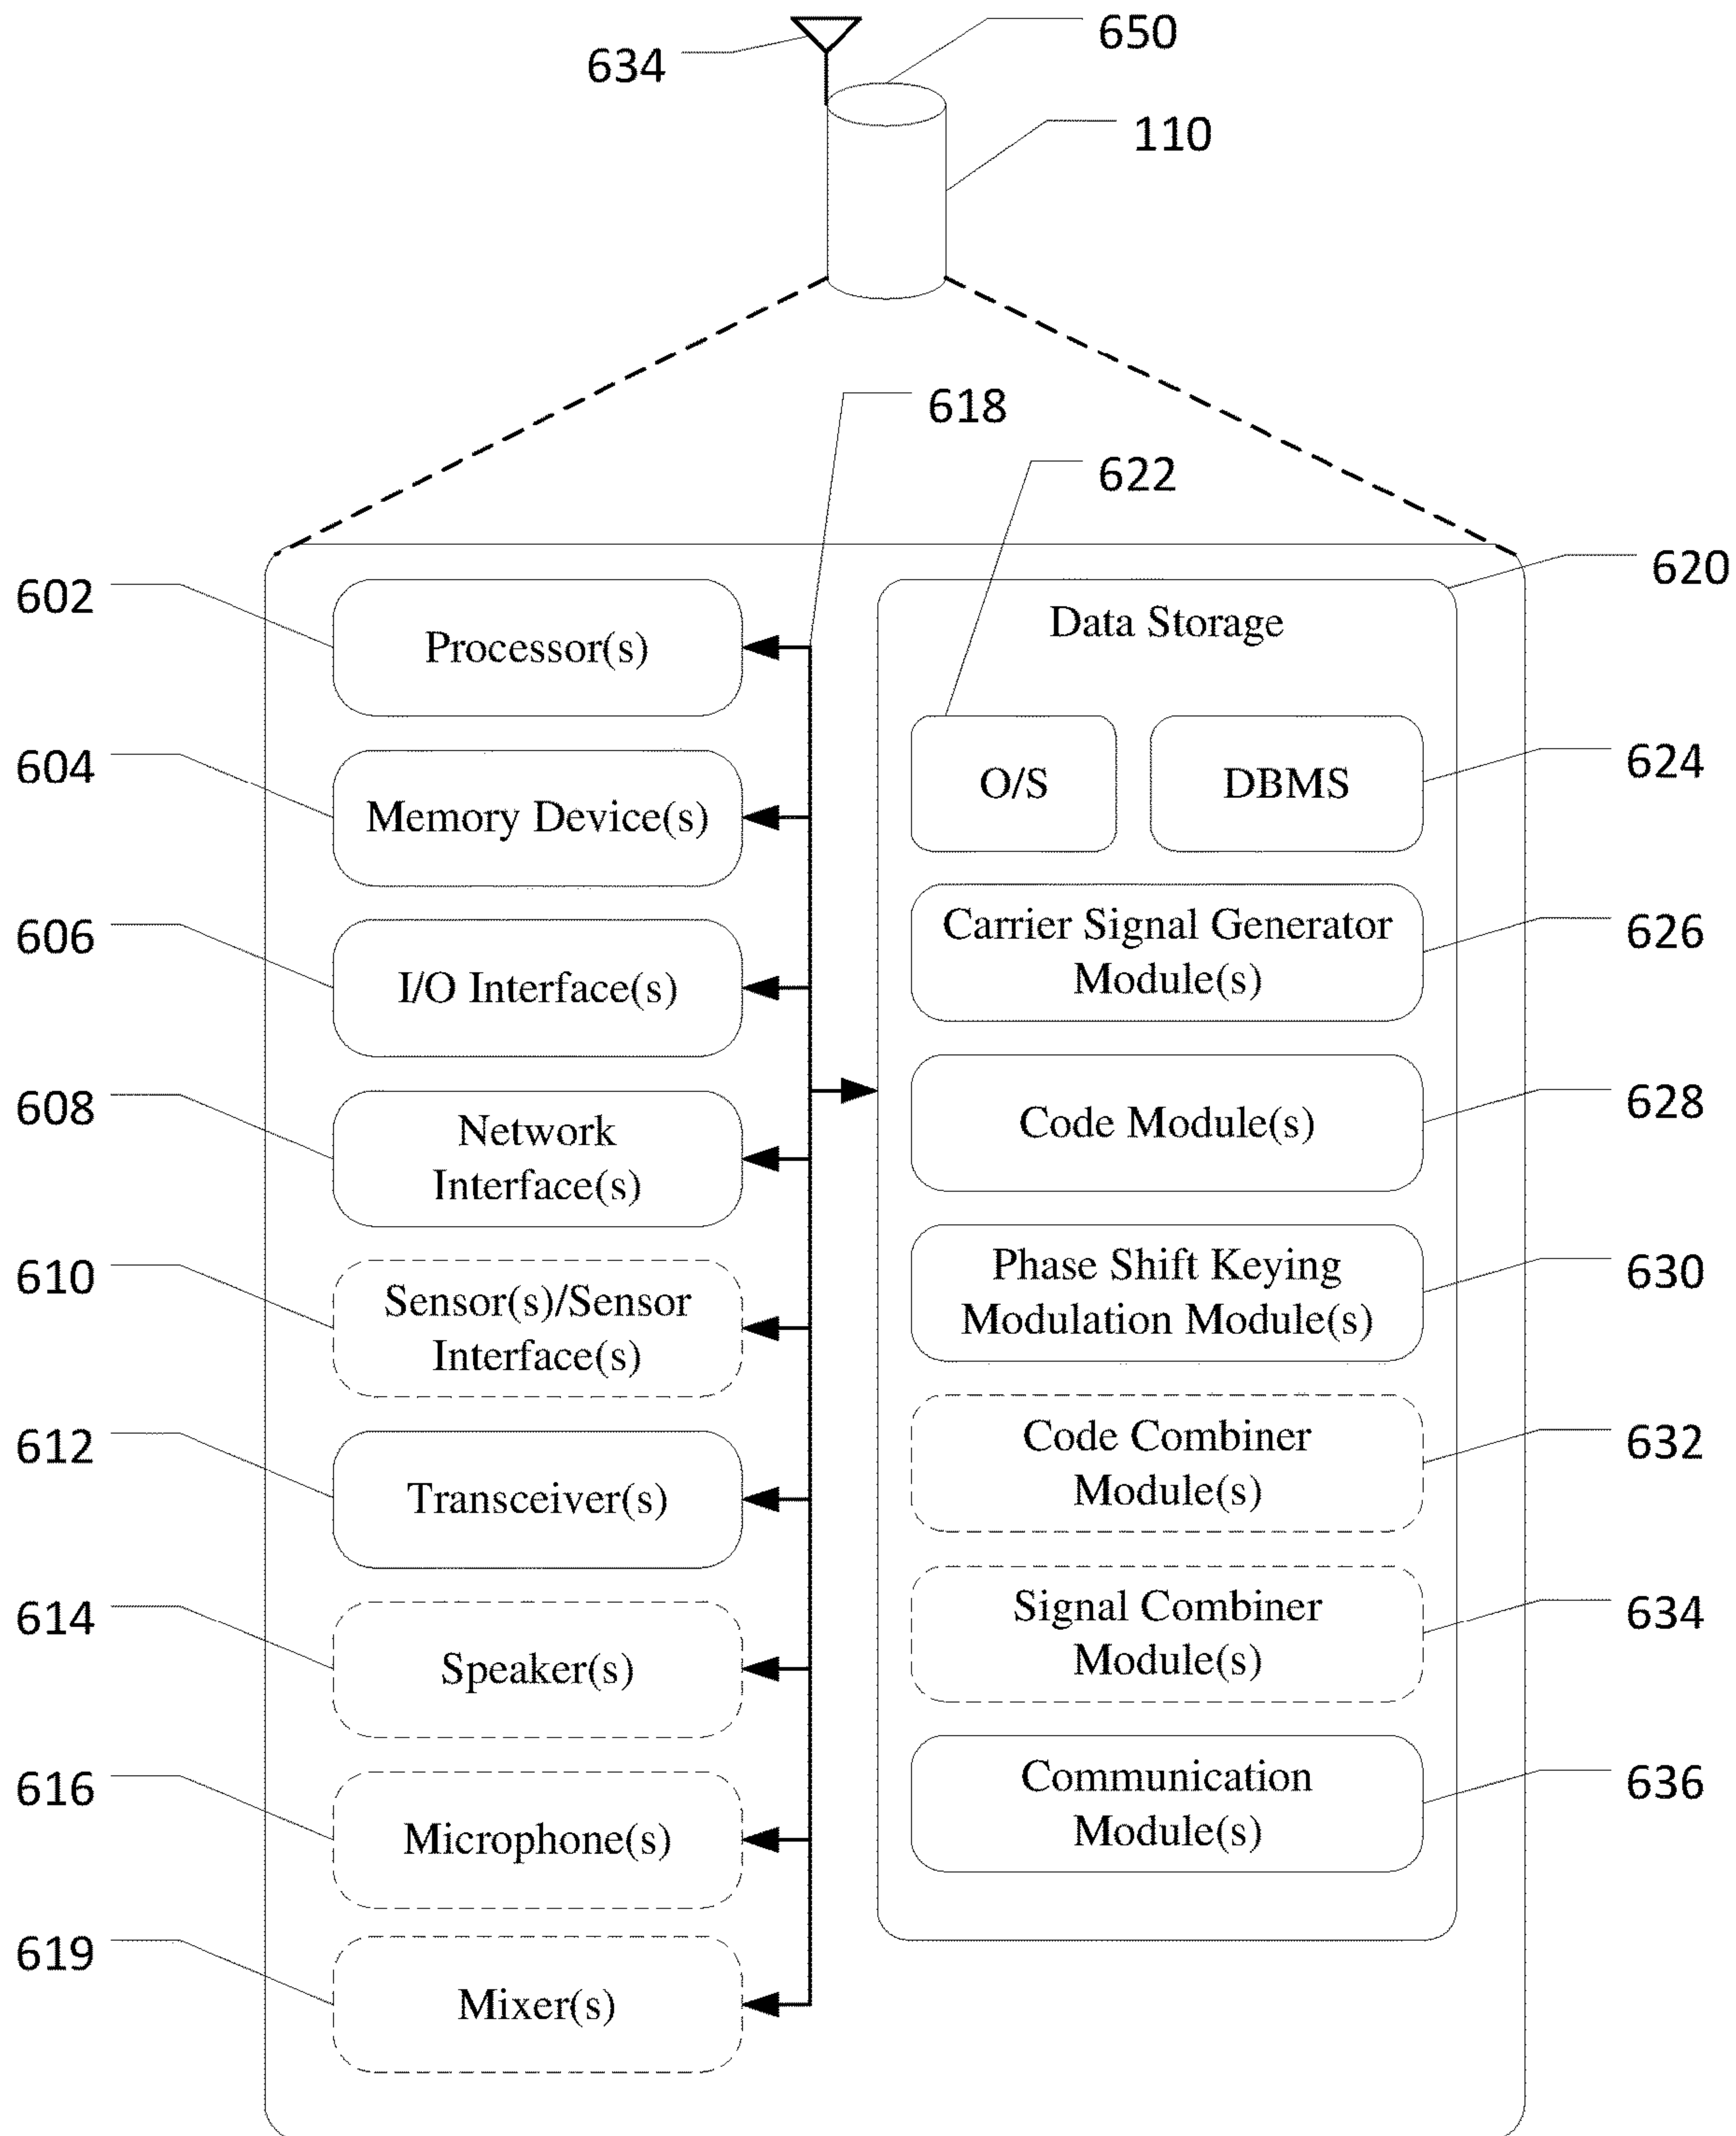 650
634
110
618
622
620
602
Processor(s)
Data Storage
604
Memory Device(s)
O/S
DBMS
624
606
I/O Interface(s)
Carrier Signal Generator
Module(s)
626
608
Network
Interface(s)
Code Module(s)
628
610
Sensor(s)/Sensor
Interface(s)
Phase Shift Keying
Modulation Module(s)
630
612
Transceiver(s)
Code Combiner
Module(s)
632
614
Speaker(s)
Signal Combiner
Module(s)
634
616
Microphone(s)
Communication
Module(s)
636
619
Mixer(s)